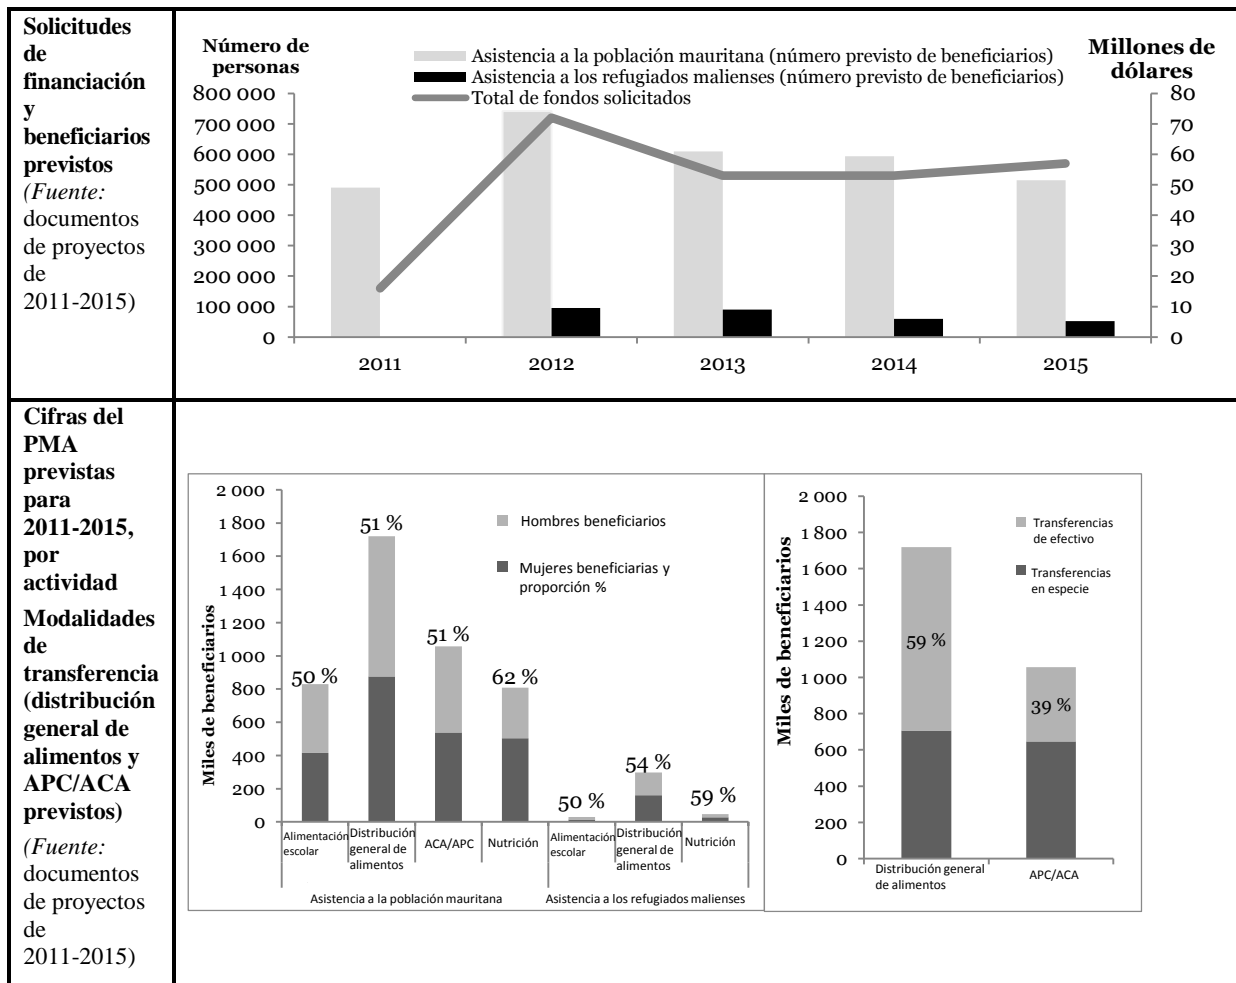 Solicitudes
de
financiación
y
beneficiarios
previstos
(Fuente:
documentos
de proyectos
de
2011-2015)
Número de
personas
Asistencia a la población mauritana (número previsto de beneficiarios)
Asistencia a los refugiados malienses (número previsto de beneficiarios)
Total de fondos solicitados
Millones de
dólares
800 000
700 000
600 000
500 000
400 000
300 000
200 000
100 000
0
80
70
60
50
40
30
20
10
0
2011
2012
2013
2014
2015
Cifras del
PMA
previstas
para
2011-2015,
por
actividad
Modalidades
de
transferencia
(distribución
general de
alimentos y
APC/ACA
previstos)
(Fuente:
documentos
de proyectos
de
2011-2015)
Miles de beneficiarios
2 000
1 800
1 600
1 400
1 200
1 000
800
600
400
200
0
Hombres beneficiarios
Mujeres beneficiarias y
proporción %
50 %
51 %
51 %
62 %
50 %
54 %
59 %
Alimentación
escolar
Distribución
general de
alimentos
ACA/APC
Nutrición
Alimentación
escolar
Distribución
general de
alimentos
Nutrición
Asistencia a la población mauritana
Asistencia a los refugiados malienses
Miles de beneficiarios
2 000
1 800
1 600
1 400
1 200
1 000
800
600
400
200
0
Transferencias
de efectivo
Transferencias
en especie
59 %
39 %
Distribución general
de alimentos
APC/ACA